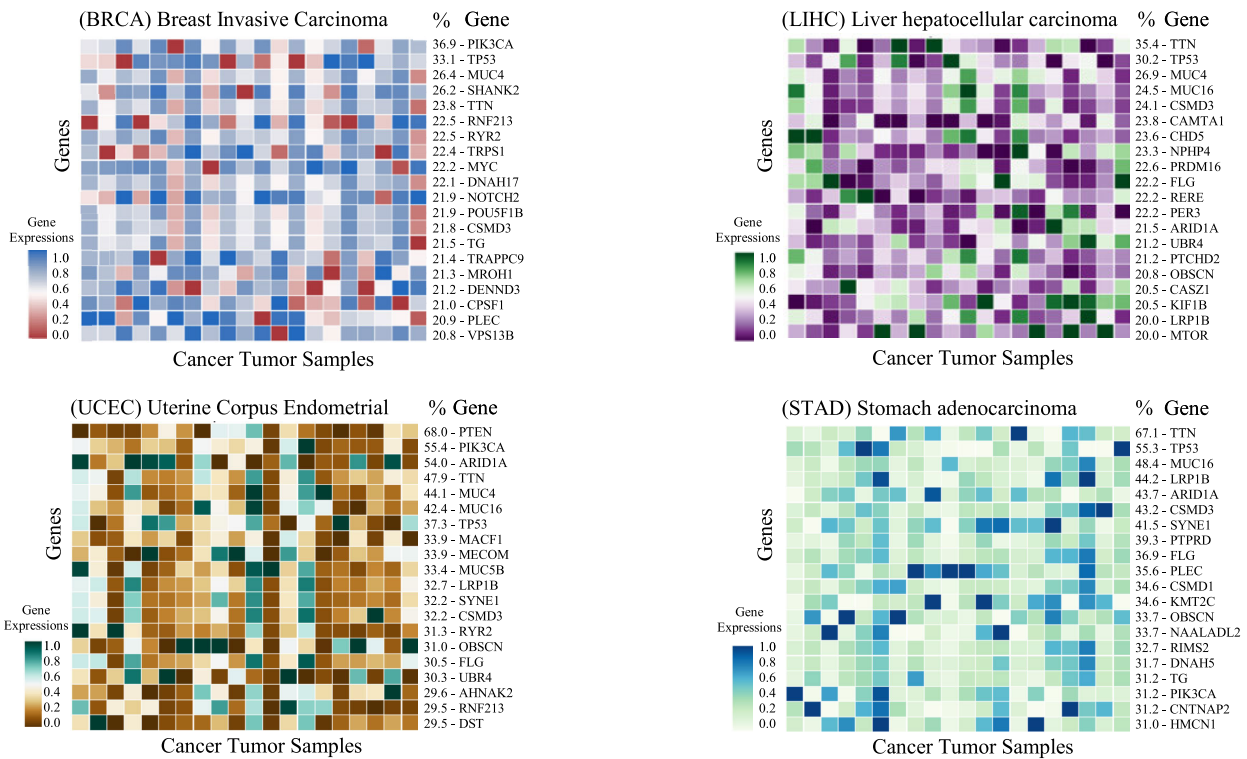 (BRCA) Breast Invasive Carcinoma
% Gene
36.9 - PIK3CA
33.1 - TP53
26.4 - MUC4
26.2 - SHANK2
23.8 - TTN
22.5 - RNF213
22.5 - RYR2
22.4 - TRPS1
22.2 - MYC
22.1 - DNAH17
21.9 - NOTCH2
21.9 - POU5F1B
21.8 - CSMD3
21.5 - TG
21.4 - TRAPPC9
21.3 - MROH1
21.2 - DENND3
21.0 - CPSF1
20.9 - PLEC
20.8 - VPS13B
Genes
Gene
Expressions
1.0
0.8
0.6
0.4
0.2
0.0
Cancer Tumor Samples
(LIHC) Liver hepatocellular carcinoma
% Gene
35.4 - TTN
30.2 - TP53
26.9 - MUC4
24.5 - MUC16
24.1 - CSMD3
23.8 - CAMTA1
23.6 - CHD5
23.3 - NPHP4
22.6 - PRDM16
22.2 - FLG
22.2 - RERE
22.2 - PER3
21.5 - ARID1A
21.2 - UBR4
21.2 - PTCHD2
20.8 - OBSCN
20.5 - CASZ1
20.5 - KIF1B
20.0 - LRP1B
20.0 - MTOR
Genes
Gene
Expressions
1.0
0.8
0.6
0.4
0.2
0.0
Cancer Tumor Samples
(UCEC) Uterine Corpus Endometrial
% Gene
68.0 - PTEN
55.4 - PIK3CA
54.0 - ARID1A
47.9 - TTN
44.1 - MUC4
42.4 - MUC16
37.3 - TP53
33.9 - MACF1
33.9 - MECOM
33.4 - MUC5B
32.7 - LRP1B
32.2 - SYNE1
32.2 - CSMD3
31.3 - RYR2
31.0 - OBSCN
30.5 - FLG
30.3 - UBR4
29.6 - AHNAK2
29.5 - RNF213
29.5 - DST
Genes
Gene
Expressions
1.0
0.8
0.6
0.4
0.2
0.0
Cancer Tumor Samples
(STAD) Stomach adenocarcinoma
% Gene
67.1 - TTN
55.3 - TP53
48.4 - MUC16
44.2 - LRP1B
43.7 - ARID1A
43.2 - CSMD3
41.5 - SYNE1
39.3 - PTPRD
36.9 - FLG
35.6 - PLEC
34.6 - CSMD1
34.6 - KMT2C
33.7 - OBSCN
33.7 - NAALADL2
32.7 - RIMS2
31.7 - DNAH5
31.2 - TG
31.2 - PIK3CA
31.2 - CNTNAP2
31.0 - HMCN1
Genes
Gene
Expressions
1.0
0.8
0.6
0.4
0.2
0.0
Cancer Tumor Samples